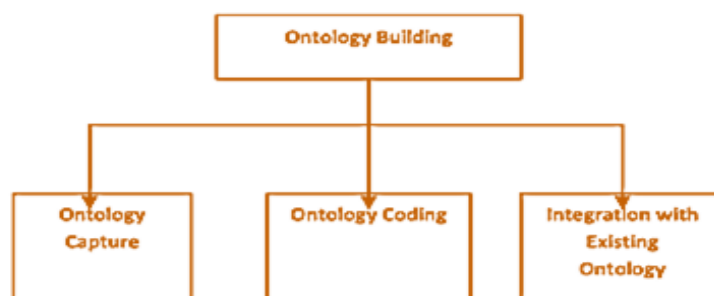 Ontology Building
Ontology
Capture
Ontology Coding
Integration with
Existing
Ontology